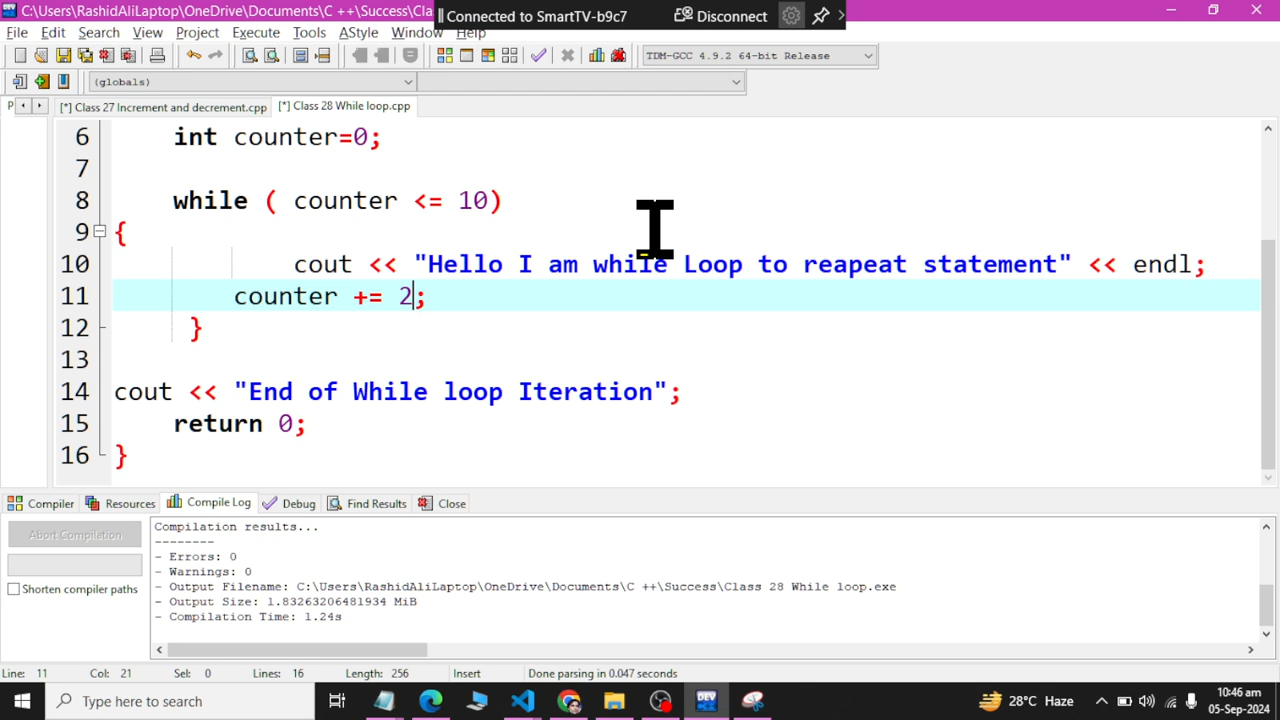 C:\Users\RashidAliLaptop\OneDrive\Documents\C ++\Success\Cla
Connected to SmartTV-b9c7
Disconnect
File Edit Search View Project Execute Tools AStyle Window Help
TDM-GCC 4.9.2 64-bit Release
(globals)
P
[*] Class 27 Increment and decrement.cpp
[*] Class 28 While loop.cpp
6 int counter=0;
7
8 while ( counter <= 10)
9 {
10 cout << "Hello I am while Loop to reapeat statement" << endl;
11 counter += 2;
12 }
13
14 cout << "End of While loop Iteration";
15 return 0;
16 }
Compiler Resources Compile Log Debug Find Results Close
Abort Compilation
Shorten compiler paths
Compilation results...
--------
- Errors: 0
- Warnings: 0
- Output Filename: C:\Users\RashidAliLaptop\OneDrive\Documents\C ++\Success\Class 28 While loop.exe
- Output Size: 1.83263206481934 MiB
- Compilation Time: 1.24s
Line: 11 Col: 21 Sel: 0 Lines: 16 Length: 256 Insert Done parsing in 0.047 seconds
Type here to search
DEV
28°C Haze
10:46 am
05-Sep-2024